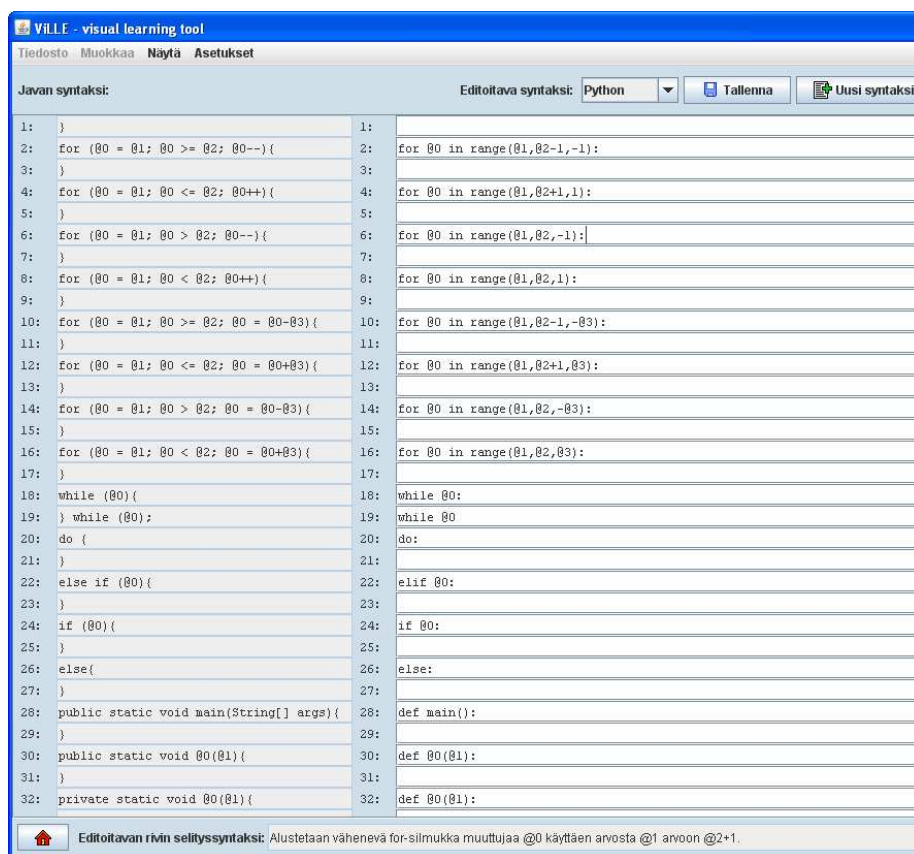 ViLLE - visual learning tool
Tiedosto Muokkaa Näytä Asetukset
Javan syntaksi: Editoitava syntaksi: Python Tallenna Uusi syntaksi
1: } 1:
2: for (@0 = @1; @0 >= @2; @0--){ 2: for @0 in range(@1,@2-1,-1):
3: } 3:
4: for (@0 = @1; @0 <= @2; @0++){ 4: for @0 in range(@1,@2+1,1):
5: } 5:
6: for (@0 = @1; @0 > @2; @0--){ 6: for @0 in range(@1,@2,-1):
7: } 7:
8: for (@0 = @1; @0 < @2; @0++){ 8: for @0 in range(@1,@2,1):
9: } 9:
10: for (@0 = @1; @0 >= @2; @0 = @0-@3){ 10: for @0 in range(@1,@2-1,-@3):
11: } 11:
12: for (@0 = @1; @0 <= @2; @0 = @0+@3){ 12: for @0 in range(@1,@2+1,@3):
13: } 13:
14: for (@0 = @1; @0 > @2; @0 = @0-@3){ 14: for @0 in range(@1,@2,-@3):
15: } 15:
16: for (@0 = @1; @0 < @2; @0 = @0+@3){ 16: for @0 in range(@1,@2,@3):
17: } 17:
18: while (@0){ 18: while @0:
19: } while (@0); 19: while @0
20: do { 20: do:
21: } 21:
22: else if (@0){ 22: elif @0:
23: } 23:
24: if (@0){ 24: if @0:
25: } 25:
26: else{ 26: else:
27: } 27:
28: public static void main(String[] args){ 28: def main():
29: } 29:
30: public static void @0(@1){ 30: def @0(@1):
31: } 31:
32: private static void @0(@1){ 32: def @0(@1):
Editoitavan rivin selityssyntaksi: Alustetaan vähenevä for-silmukka muuttujaa @0 käyttäen arvosta @1 arvoon @2+1.